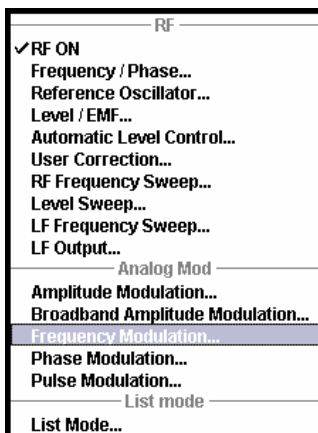 RF
✓RF ON
Frequency / Phase...
Reference Oscillator...
Level / EMF...
Automatic Level Control...
User Correction...
RF Frequency Sweep...
Level Sweep...
LF Frequency Sweep...
LF Output...
Analog Mod
Amplitude Modulation...
Broadband Amplitude Modulation...
Frequency Modulation...
Phase Modulation...
Pulse Modulation...
List mode
List Mode...